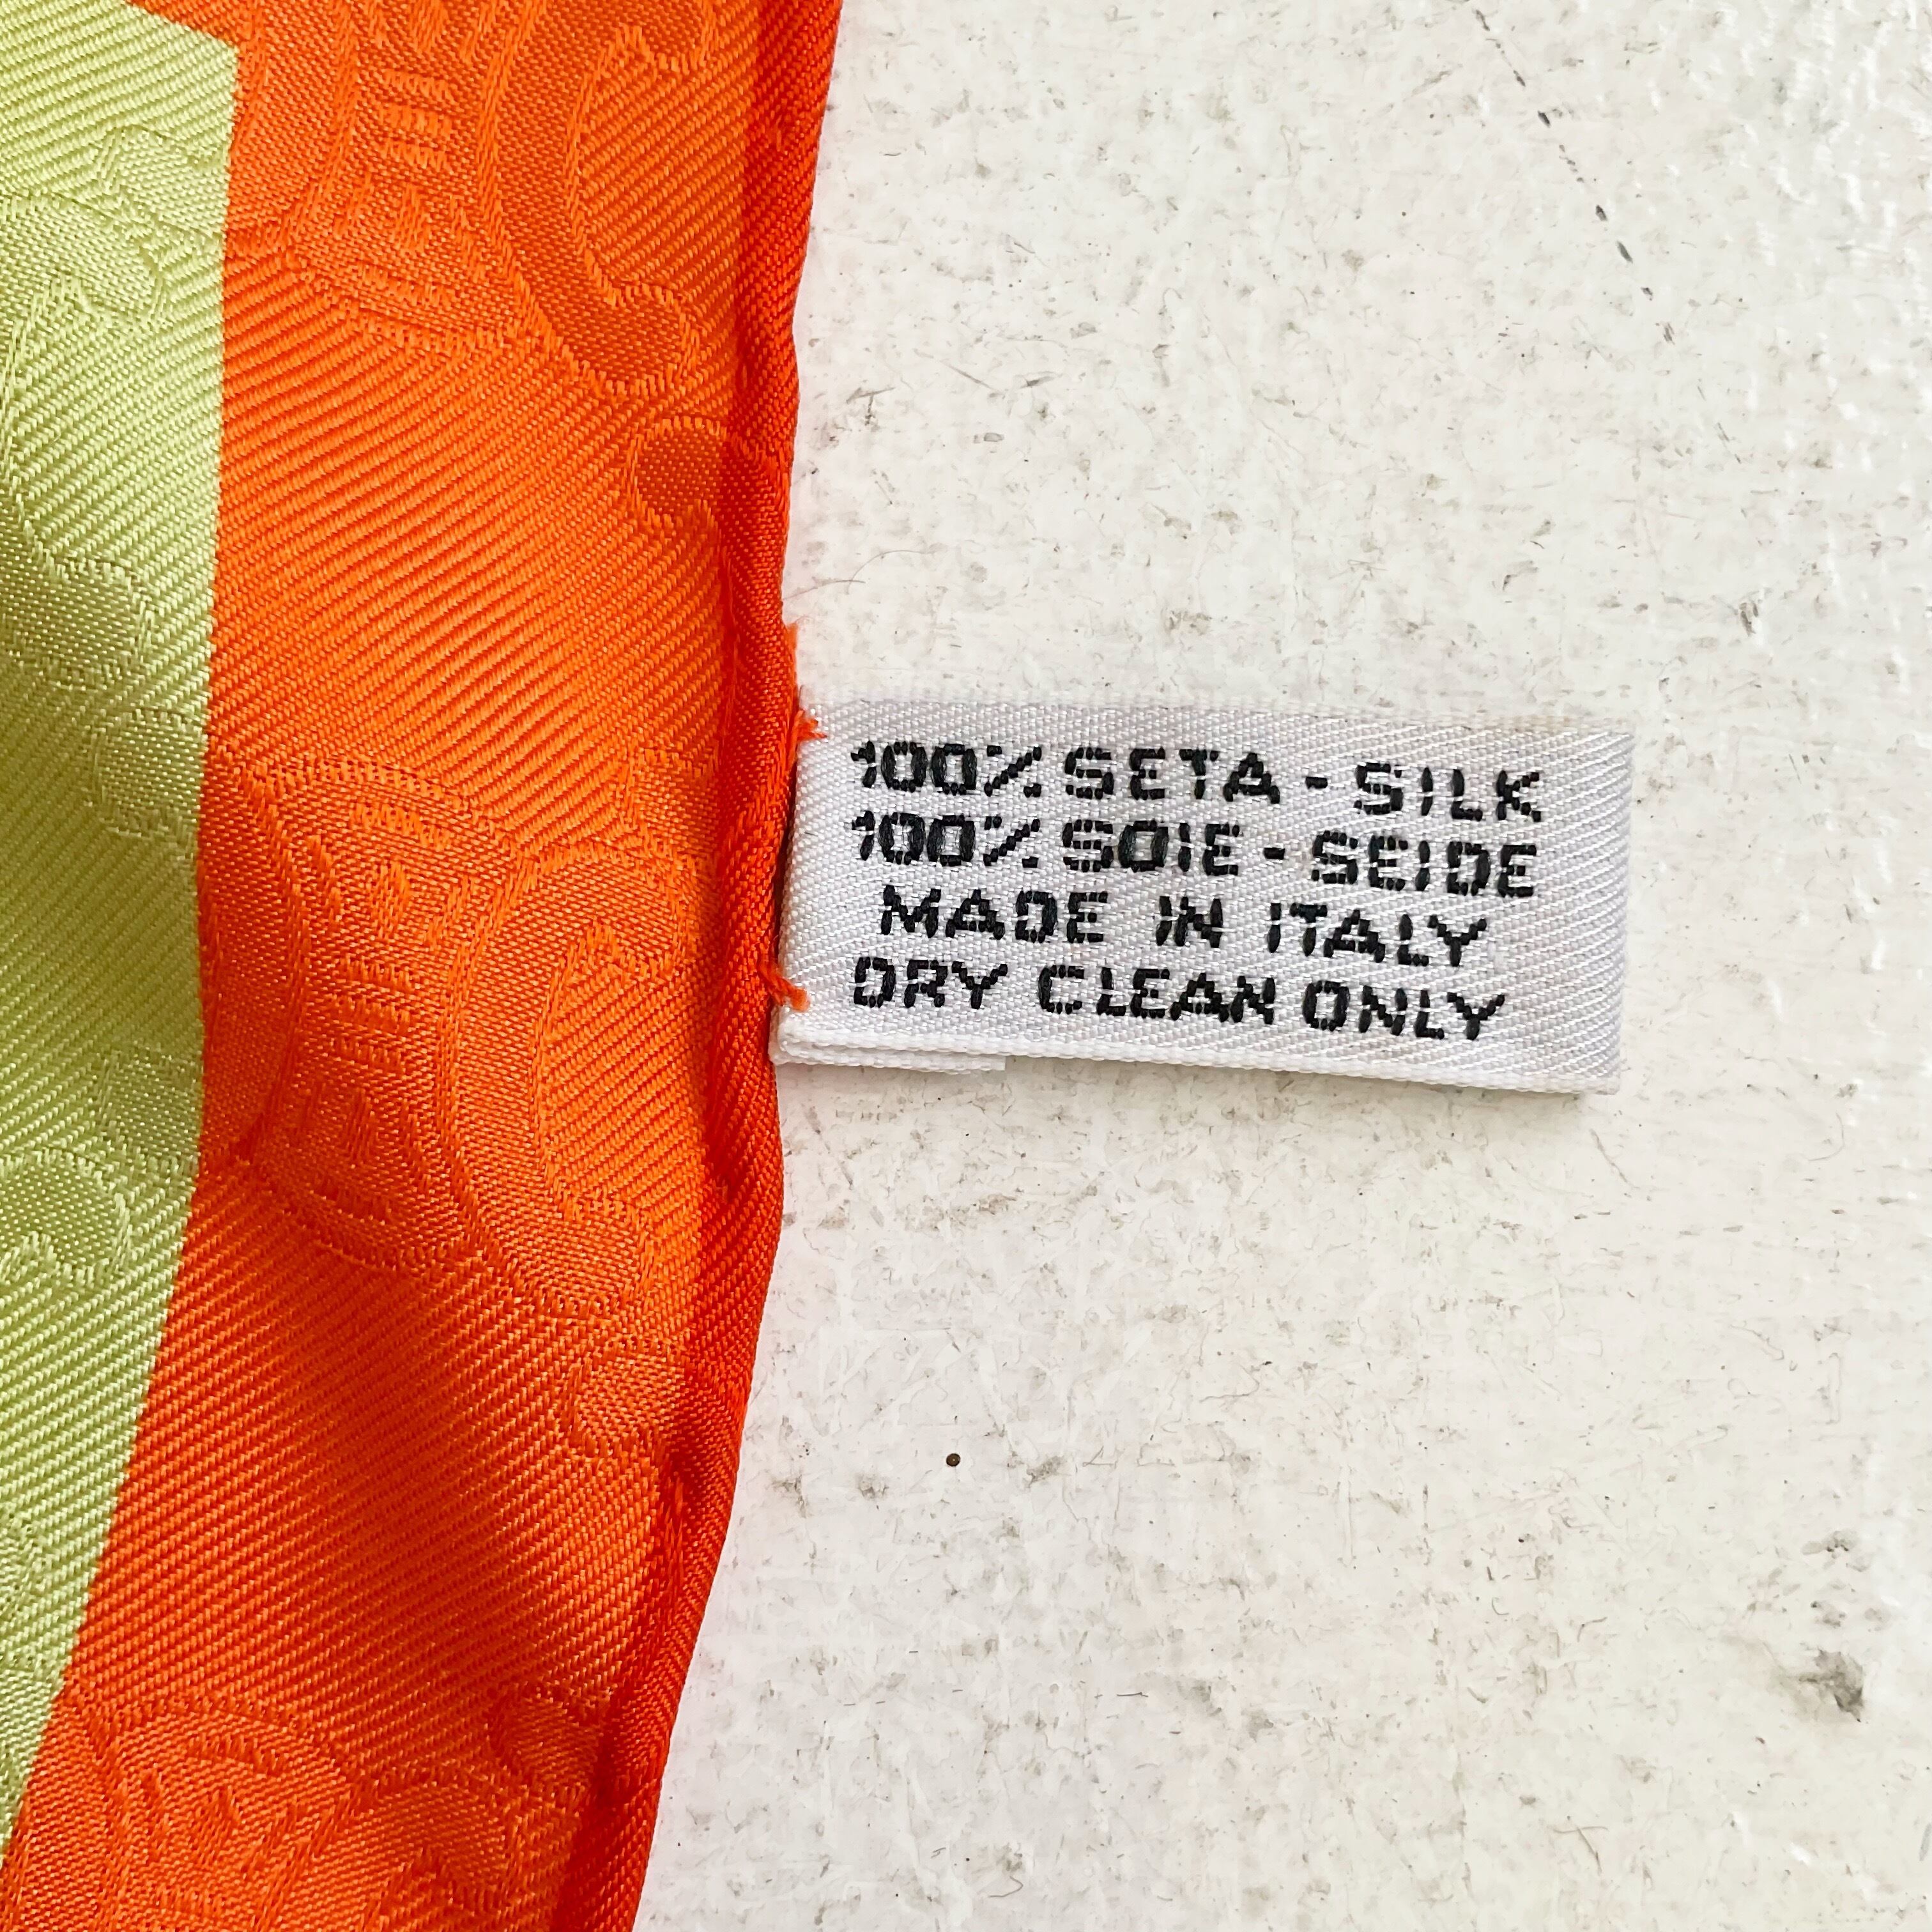 100% SETA - SILK
100% SOIE - SEIDE
MADE IN ITALY
DRY CLEAN ONLY